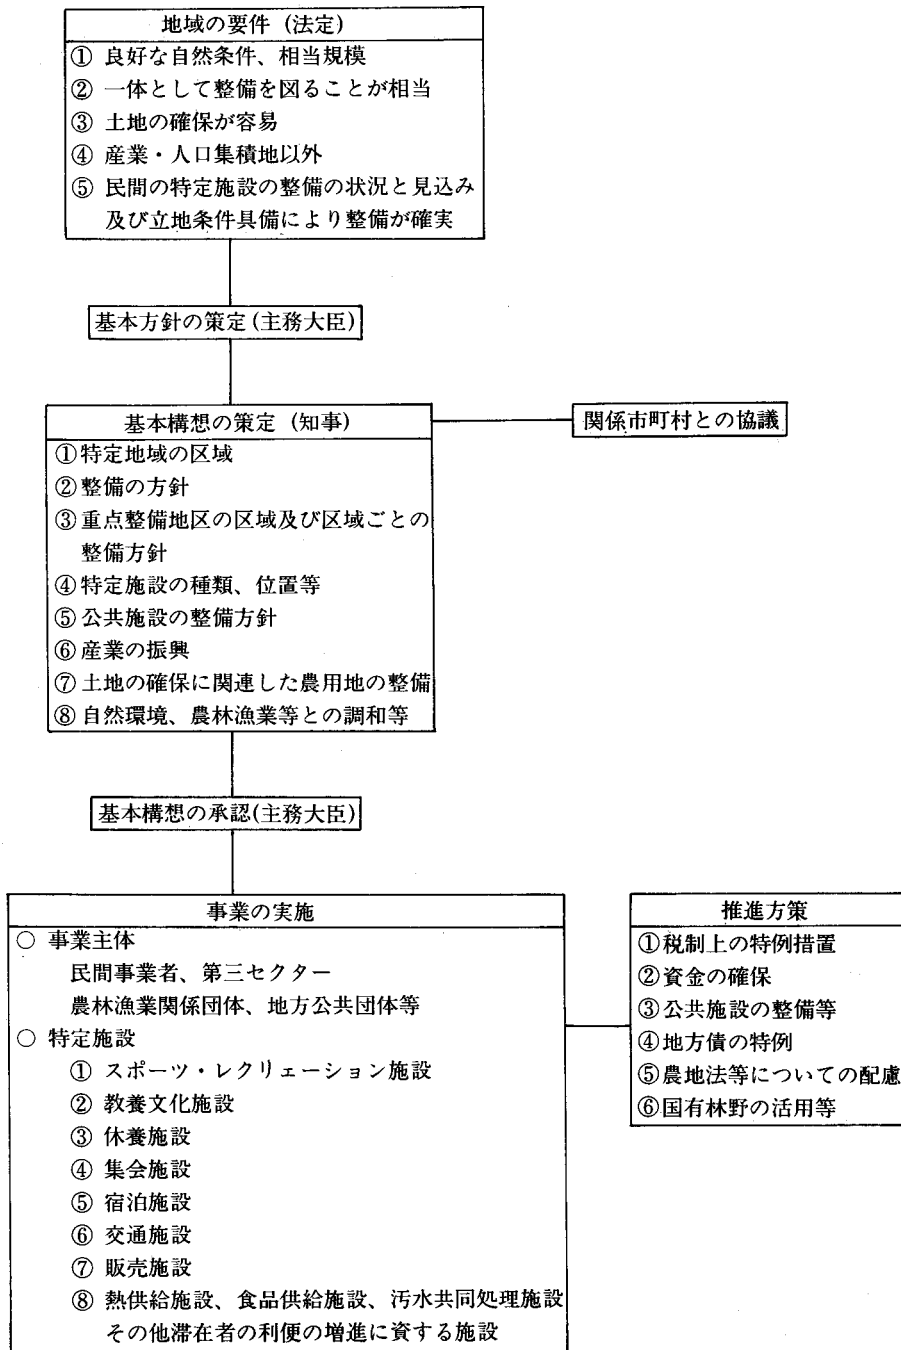 地域の要件 (法定)
① 良好な自然条件、相当規模
② 一体として整備を図ることが相当
③ 土地の確保が容易
④ 産業・人口集積地以外
⑤ 民間の特定施設の整備の状況と見込み
及び立地条件具備により整備が確実
基本方針の策定(主務大臣)
基本構想の策定 (知事)
関係市町村との協議
①特定地域の区域
②整備の方針
③重点整備地区の区域及び区域ごとの
整備方針
④特定施設の種類、位置等
⑤公共施設の整備方針
⑥産業の振興
⑦土地の確保に関連した農用地の整備
⑧自然環境、農林漁業等との調和等
基本構想の承認(主務大臣)
事業の実施
○ 事業主体
民間事業者、第三セクター
農林漁業関係団体、地方公共団体等
○ 特定施設
① スポーツ・レクリェーション施設
② 教養文化施設
③ 休養施設
④ 集会施設
⑤ 宿泊施設
⑥ 交通施設
⑦ 販売施設
⑧ 熱供給施設、食品供給施設、汚水共同処理施設
その他滞在者の利便の増進に資する施設
推進方策
①税制上の特例措置
②資金の確保
③公共施設の整備等
④地方債の特例
⑤農地法等についての配慮
⑥国有林野の活用等